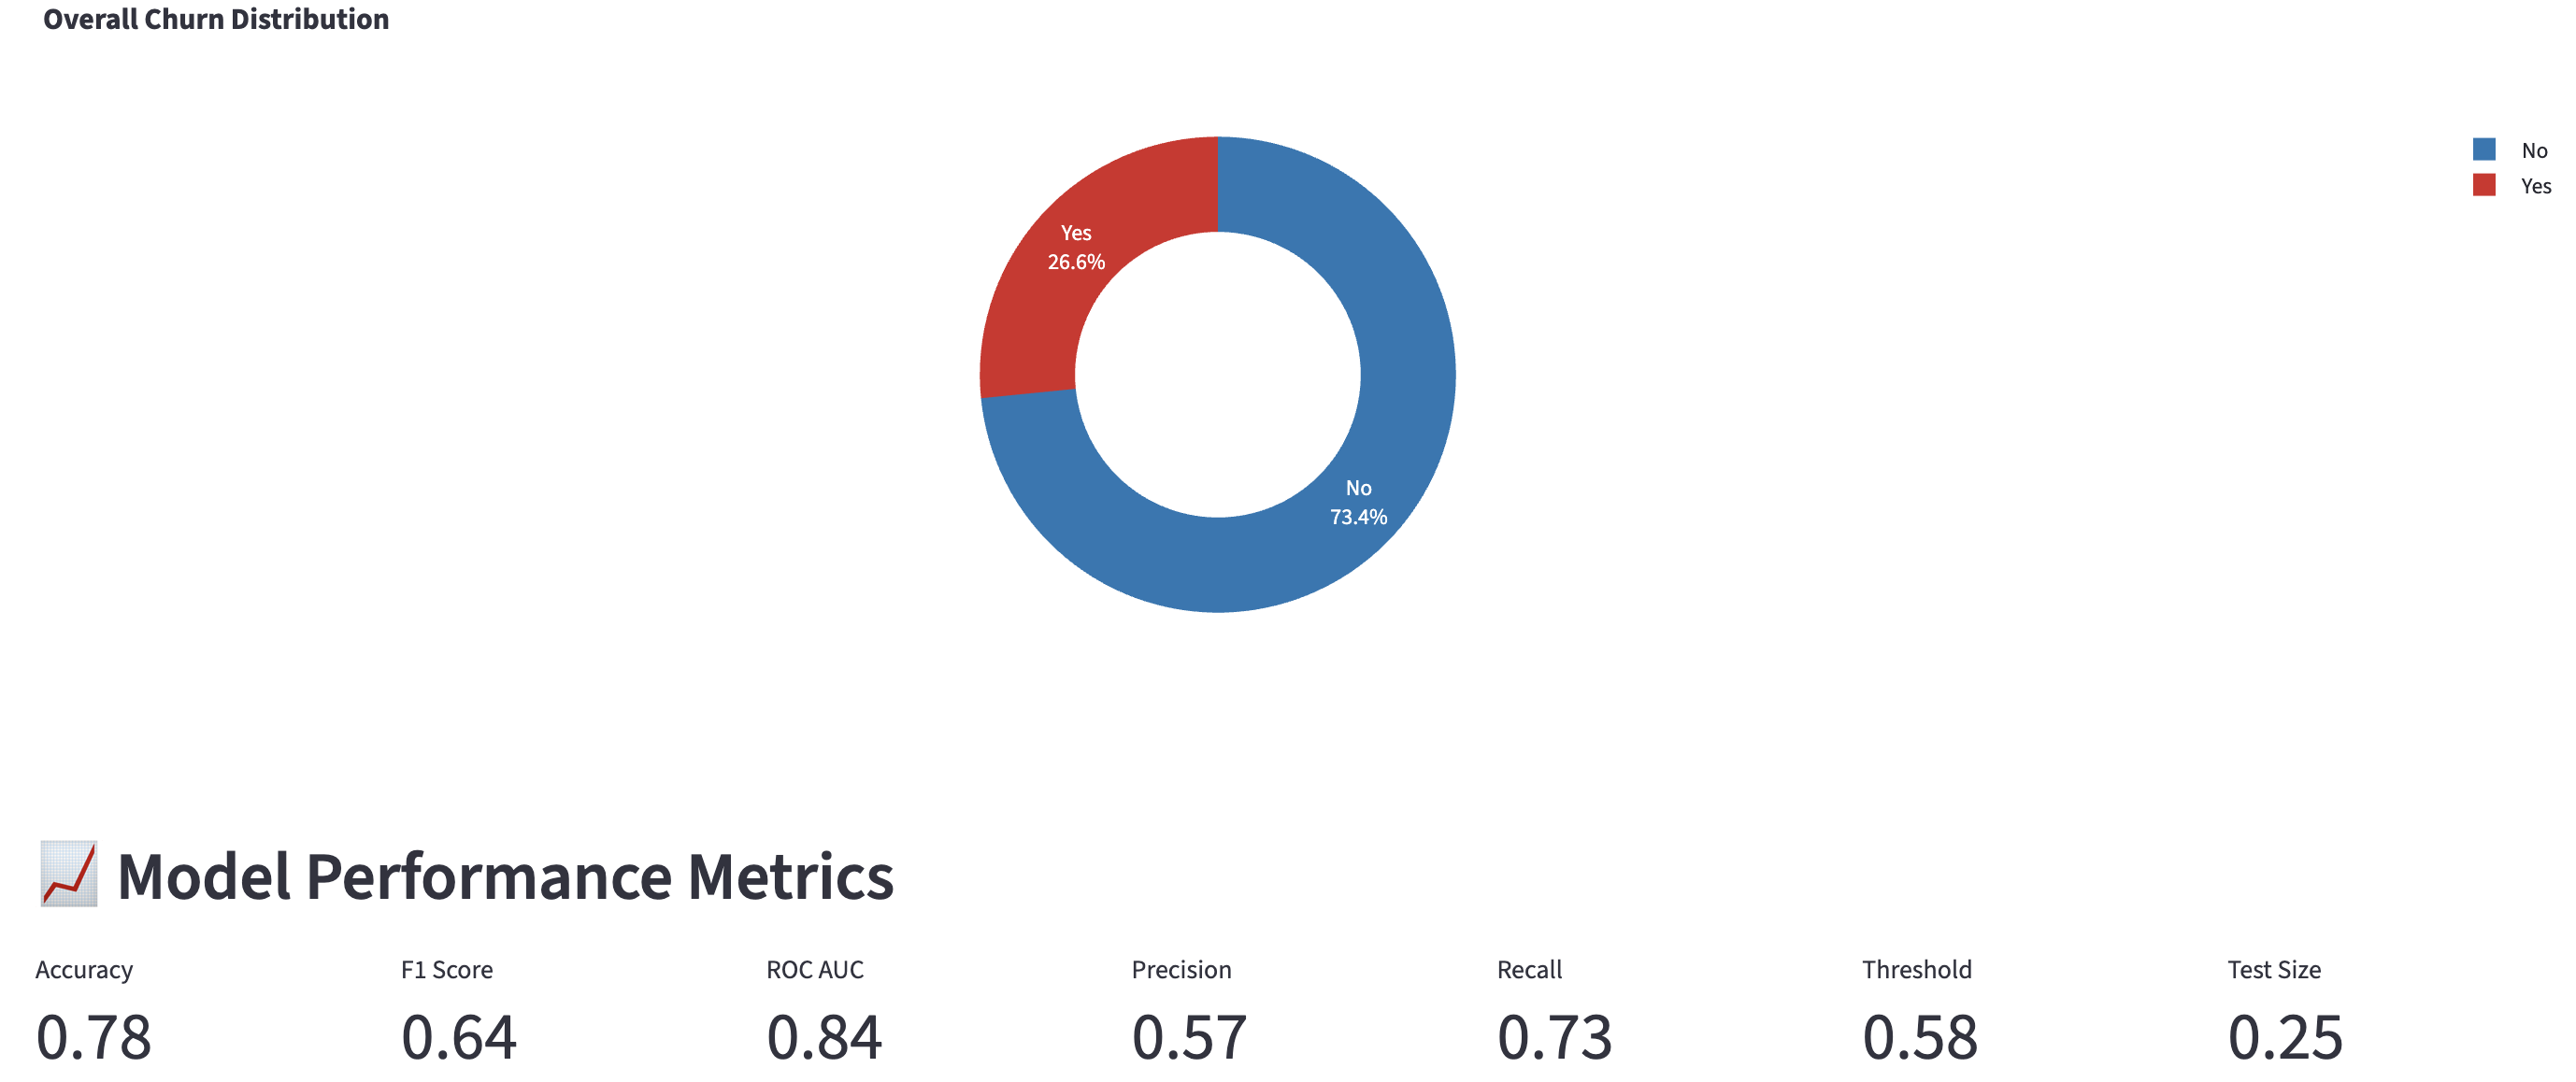 Overall Churn Distribution
No
Yes
Yes
26.6%
No
73.4%
📈 Model Performance Metrics
Accuracy
0.78
F1 Score
0.64
ROC AUC
0.84
Precision
0.57
Recall
0.73
Threshold
0.58
Test Size
0.25